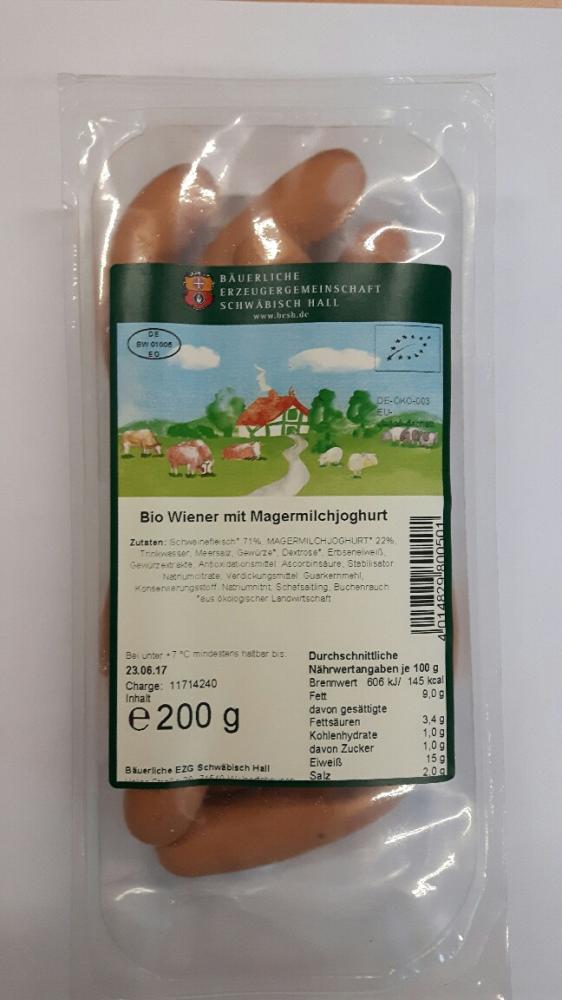 BÄUERLICHE
ERZEUGERGEMEINSCHAFT
SCHWÄBISCH HALL
www.besh.de
DE
BW 01006
EG
DE-ÖKO-003
EU-
Bio Wiener mit Magermilchjoghurt
Zutaten: Schweinefleisch* 71%, MAGERMILCHJOGHURT* 22%,
Trinkwasser, Meersalz, Gewürze*, Dextrose*, Erbseneiweiß,
Gewürzextrakte, Antioxidationsmittel: Ascorbinsäure, Stabilisator:
Natriumcitrate, Verdickungsmittel: Guarkernmehl,
Konservierungsstoff: Natriumnitrit, Schafsaitling, Buchenrauch
*aus ökologischer Landwirtschaft
4 014829 800501
Bei unter +7 °C mindestens haltbar bis:
23.06.17
Charge: 11714240
Inhalt
e 200 g
Bäuerliche EZG Schwäbisch Hall
Durchschnittliche
Nährwertangaben je 100 g
Brennwert 606 kJ/ 145 kcal
Fett 9,0 g
davon gesättigte
Fettsäuren 3,4 g
Kohlenhydrate 1,0 g
davon Zucker 1,0 g
Eiweiß 15 g
Salz 2,0 g